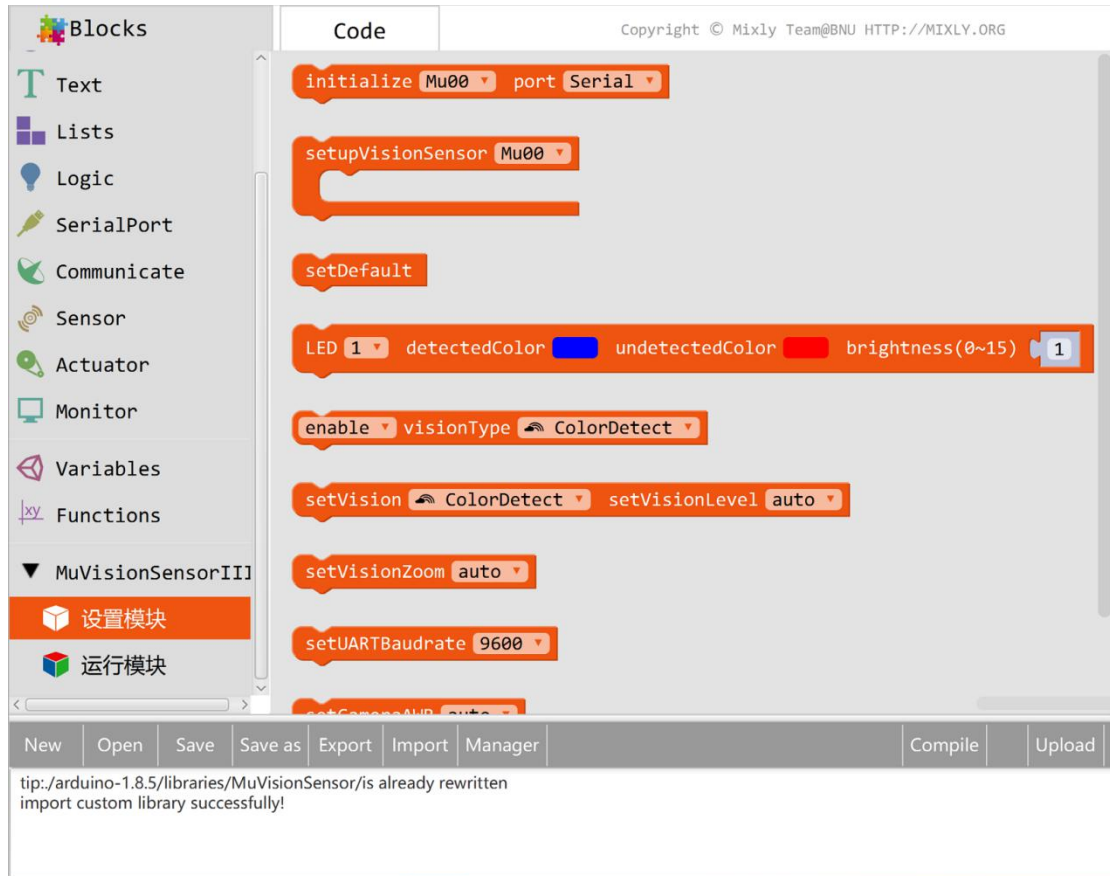 Blocks
Code
Copyright © Mixly Team@BNU HTTP://MIXLY.ORG
Text
Lists
Logic
SerialPort
Communicate
Sensor
Actuator
Monitor
Variables
Functions
MuVisionSensorIII
设置模块
运行模块
initialize Mu00 port Serial
setupVisionSensor Mu00
setDefault
LED 1 detectedColor undetectedColor brightness(0~15) 1
enable visionType ColorDetect
setVision ColorDetect setVisionLevel auto
setVisionZoom auto
setUARTBaudrate 9600
setCameraAWB auto
New Open Save Save as Export Import Manager Compile Upload
tip:./arduino-1.8.5/libraries/MuVisionSensor/is already rewritten
import custom library successfully!